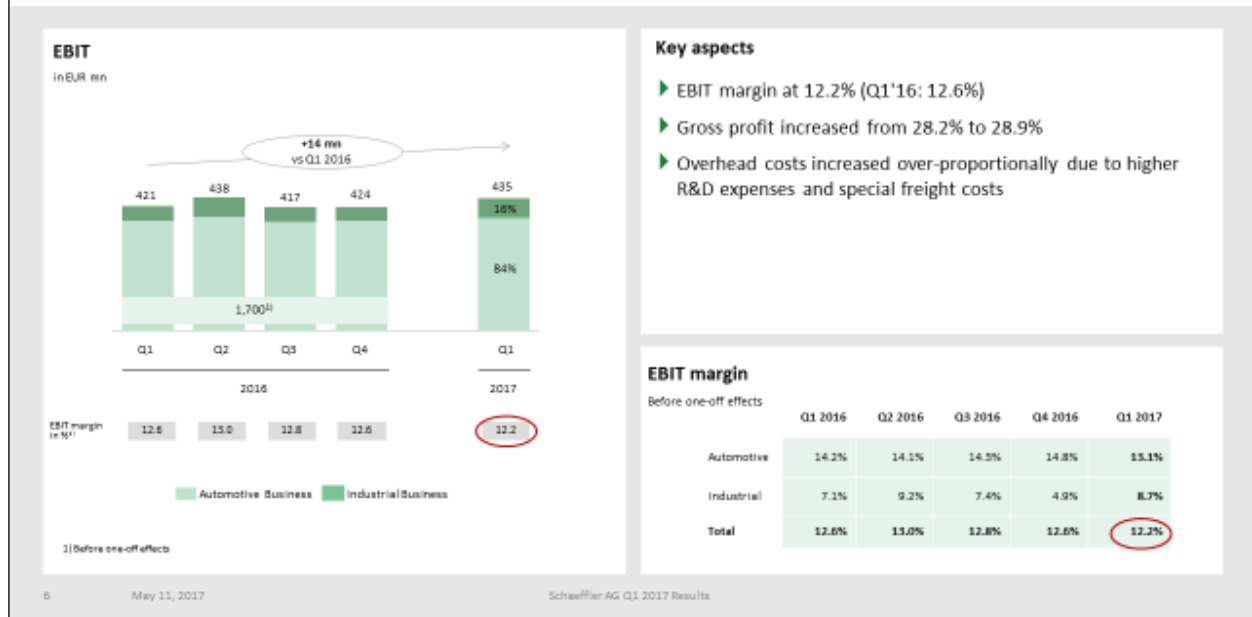 EBIT
in EUR mn
+14 mn
vs Q1 2016
421
438
417
424
435
16%
84%
1,700¹⁾
Q1
Q2
Q3
Q4
Q1
2016
2017
EBIT margin
in %¹⁾
12.6
13.0
12.8
12.6
12.2
Automotive Business
Industrial Business
1) Before one-off effects
Key aspects
EBIT margin at 12.2% (Q1'16: 12.6%)
Gross profit increased from 28.2% to 28.9%
Overhead costs increased over-proportionally due to higher
R&D expenses and special freight costs
EBIT margin
Before one-off effects
Q1 2016 Q2 2016 Q3 2016 Q4 2016 Q1 2017
Automotive 14.2% 14.1% 14.3% 14.8% 13.1%
Industrial 7.1% 9.2% 7.4% 4.9% 8.7%
Total 12.6% 13.0% 12.8% 12.6% 12.2%
6 May 11, 2017 Schaeffler AG Q1 2017 Results